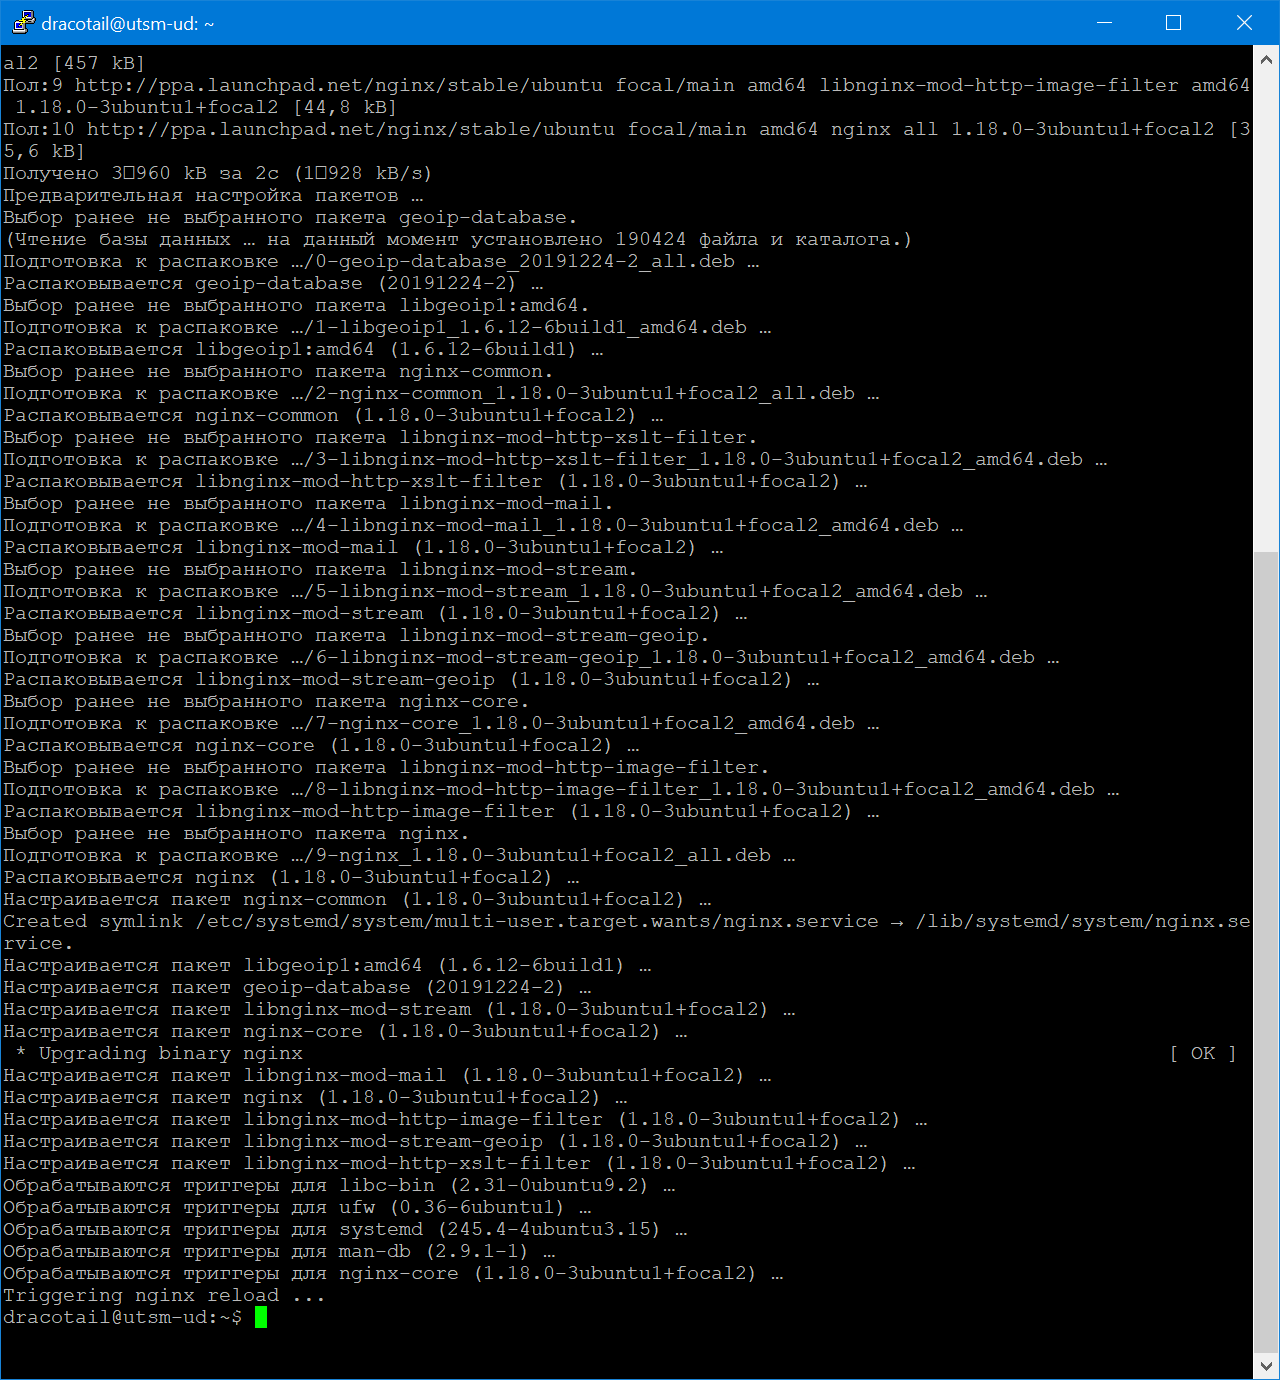 dracotail@utsm-ud: ~
al2 [457 kB]
Пол:9 http://ppa.launchpad.net/nginx/stable/ubuntu focal/main amd64 libnginx-mod-http-image-filter amd64
 1.18.0-3ubuntu1+focal2 [44,8 kB]
Пол:10 http://ppa.launchpad.net/nginx/stable/ubuntu focal/main amd64 nginx all 1.18.0-3ubuntu1+focal2 [3
5,6 kB]
Получено 3□960 kB за 2с (1□928 kB/s)
Предварительная настройка пакетов …
Выбор ранее не выбранного пакета geoip-database.
(Чтение базы данных … на данный момент установлено 190424 файла и каталога.)
Подготовка к распаковке …/0-geoip-database_20191224-2_all.deb …
Распаковывается geoip-database (20191224-2) …
Выбор ранее не выбранного пакета libgeoip1:amd64.
Подготовка к распаковке …/1-libgeoip1_1.6.12-6build1_amd64.deb …
Распаковывается libgeoip1:amd64 (1.6.12-6build1) …
Выбор ранее не выбранного пакета nginx-common.
Подготовка к распаковке …/2-nginx-common_1.18.0-3ubuntu1+focal2_all.deb …
Распаковывается nginx-common (1.18.0-3ubuntu1+focal2) …
Выбор ранее не выбранного пакета libnginx-mod-http-xslt-filter.
Подготовка к распаковке …/3-libnginx-mod-http-xslt-filter_1.18.0-3ubuntu1+focal2_amd64.deb …
Распаковывается libnginx-mod-http-xslt-filter (1.18.0-3ubuntu1+focal2) …
Выбор ранее не выбранного пакета libnginx-mod-mail.
Подготовка к распаковке …/4-libnginx-mod-mail_1.18.0-3ubuntu1+focal2_amd64.deb …
Распаковывается libnginx-mod-mail (1.18.0-3ubuntu1+focal2) …
Выбор ранее не выбранного пакета libnginx-mod-stream.
Подготовка к распаковке …/5-libnginx-mod-stream_1.18.0-3ubuntu1+focal2_amd64.deb …
Распаковывается libnginx-mod-stream (1.18.0-3ubuntu1+focal2) …
Выбор ранее не выбранного пакета libnginx-mod-stream-geoip.
Подготовка к распаковке …/6-libnginx-mod-stream-geoip_1.18.0-3ubuntu1+focal2_amd64.deb …
Распаковывается libnginx-mod-stream-geoip (1.18.0-3ubuntu1+focal2) …
Выбор ранее не выбранного пакета nginx-core.
Подготовка к распаковке …/7-nginx-core_1.18.0-3ubuntu1+focal2_amd64.deb …
Распаковывается nginx-core (1.18.0-3ubuntu1+focal2) …
Выбор ранее не выбранного пакета libnginx-mod-http-image-filter.
Подготовка к распаковке …/8-libnginx-mod-http-image-filter_1.18.0-3ubuntu1+focal2_amd64.deb …
Распаковывается libnginx-mod-http-image-filter (1.18.0-3ubuntu1+focal2) …
Выбор ранее не выбранного пакета nginx.
Подготовка к распаковке …/9-nginx_1.18.0-3ubuntu1+focal2_all.deb …
Распаковывается nginx (1.18.0-3ubuntu1+focal2) …
Настраивается пакет nginx-common (1.18.0-3ubuntu1+focal2) …
Created symlink /etc/systemd/system/multi-user.target.wants/nginx.service → /lib/systemd/system/nginx.se
rvice.
Настраивается пакет libgeoip1:amd64 (1.6.12-6build1) …
Настраивается пакет geoip-database (20191224-2) …
Настраивается пакет libnginx-mod-stream (1.18.0-3ubuntu1+focal2) …
Настраивается пакет nginx-core (1.18.0-3ubuntu1+focal2) …
 * Upgrading binary nginx [ OK ]
Настраивается пакет libnginx-mod-mail (1.18.0-3ubuntu1+focal2) …
Настраивается пакет nginx (1.18.0-3ubuntu1+focal2) …
Настраивается пакет libnginx-mod-http-image-filter (1.18.0-3ubuntu1+focal2) …
Настраивается пакет libnginx-mod-stream-geoip (1.18.0-3ubuntu1+focal2) …
Настраивается пакет libnginx-mod-http-xslt-filter (1.18.0-3ubuntu1+focal2) …
Обрабатываются триггеры для libc-bin (2.31-0ubuntu9.2) …
Обрабатываются триггеры для ufw (0.36-6ubuntu1) …
Обрабатываются триггеры для systemd (245.4-4ubuntu3.15) …
Обрабатываются триггеры для man-db (2.9.1-1) …
Обрабатываются триггеры для nginx-core (1.18.0-3ubuntu1+focal2) …
Triggering nginx reload ...
dracotail@utsm-ud:~$